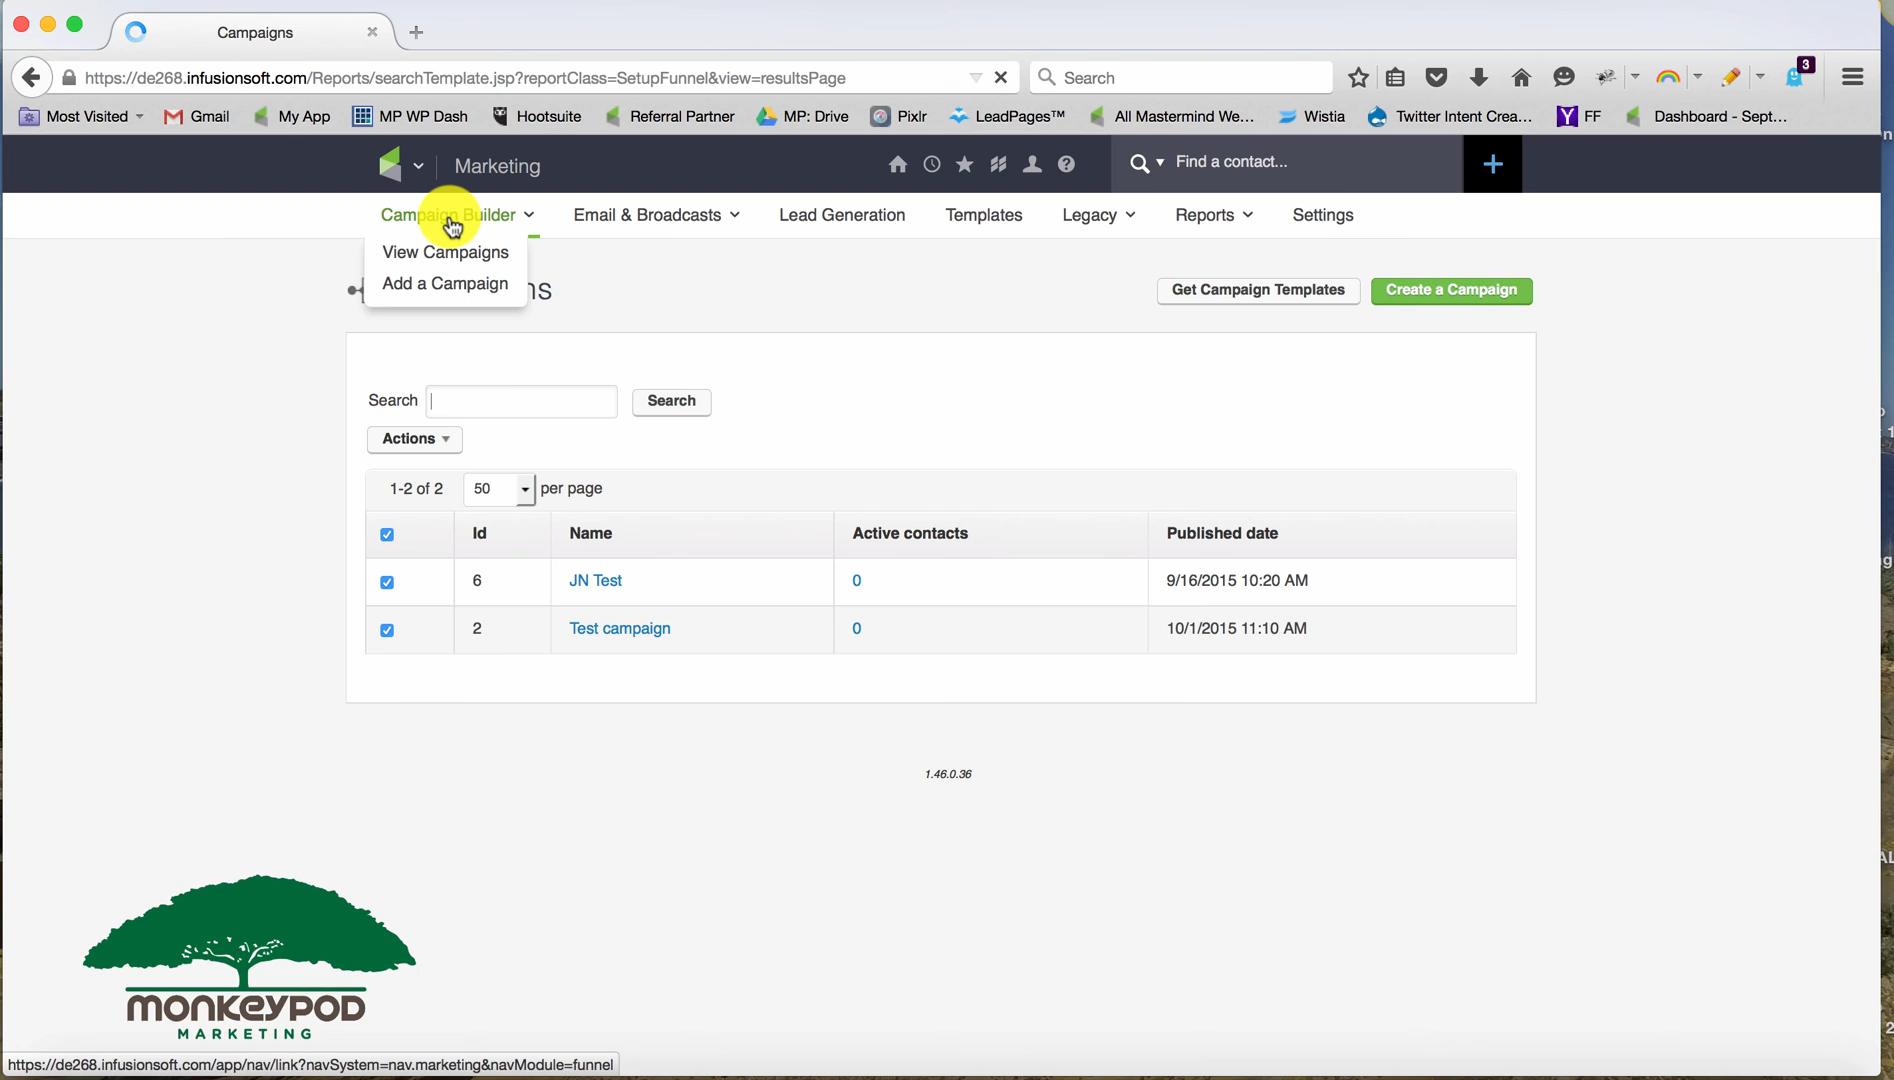 Campaigns
https://de268.infusionsoft.com/Reports/searchTemplate.jsp?reportClass=SetupFunnel&view=resultsPage
Search
3
Most Visited
Gmail
My App
MP WP Dash
Hootsuite
Referral Partner
MP: Drive
Pixlr
LeadPages™
All Mastermind We...
Wistia
Twitter Intent Crea...
FF
Dashboard - Sept...
Marketing
Find a contact...
Campaign Builder
Email & Broadcasts
Lead Generation
Templates
Legacy
Reports
Settings
View Campaigns
Add a Campaign
ns
Get Campaign Templates
Create a Campaign
Search
Search
Actions
1-2 of 2
50
per page
Id
Name
Active contacts
Published date
6
JN Test
0
9/16/2015 10:20 AM
2
Test campaign
0
10/1/2015 11:10 AM
1.46.0.36
monkeypod
MARKETING
https://de268.infusionsoft.com/app/nav/link?navSystem=nav.marketing&navModule=funnel